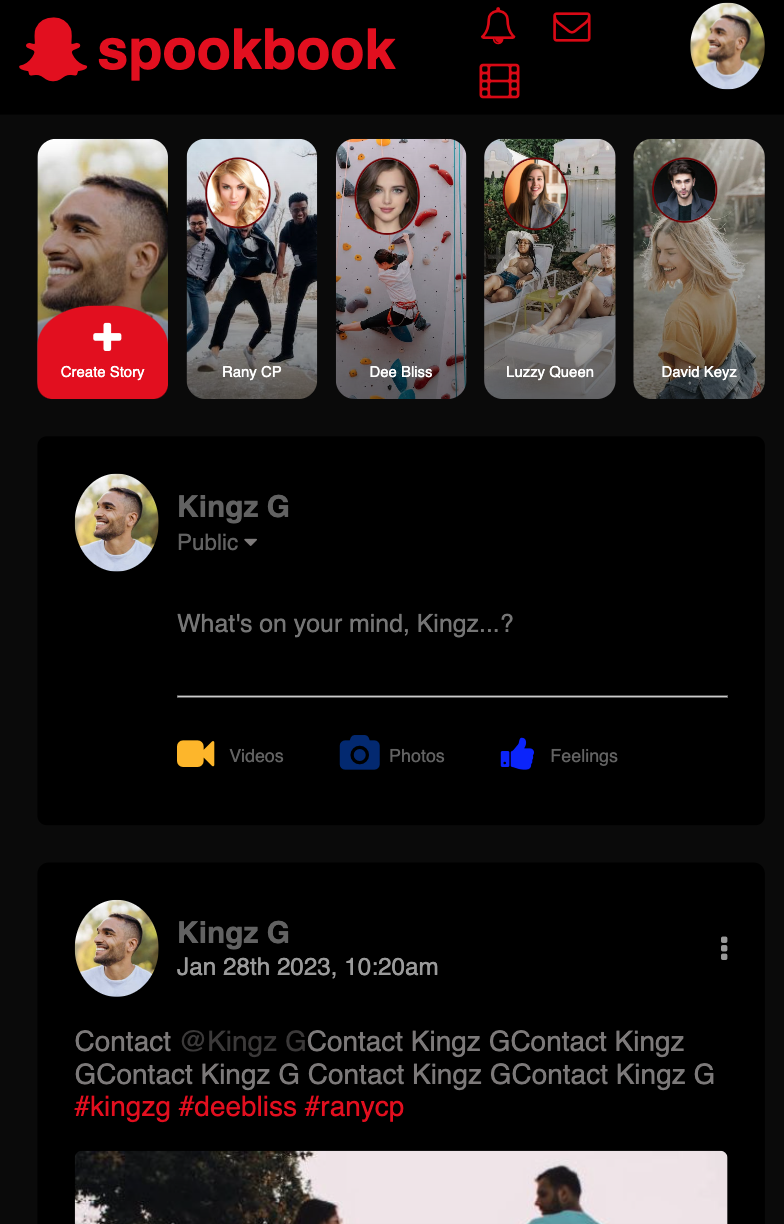 spookbook
Create Story
Rany CP
Dee Bliss
Luzzy Queen
David Keyz
Kingz G
Public
What's on your mind, Kingz...?
Videos
Photos
Feelings
Kingz G
Jan 28th 2023, 10:20am
Contact @Kingz GContact Kingz GContact Kingz
GContact Kingz G Contact Kingz GContact Kingz G
#kingzg #deebliss #ranycp